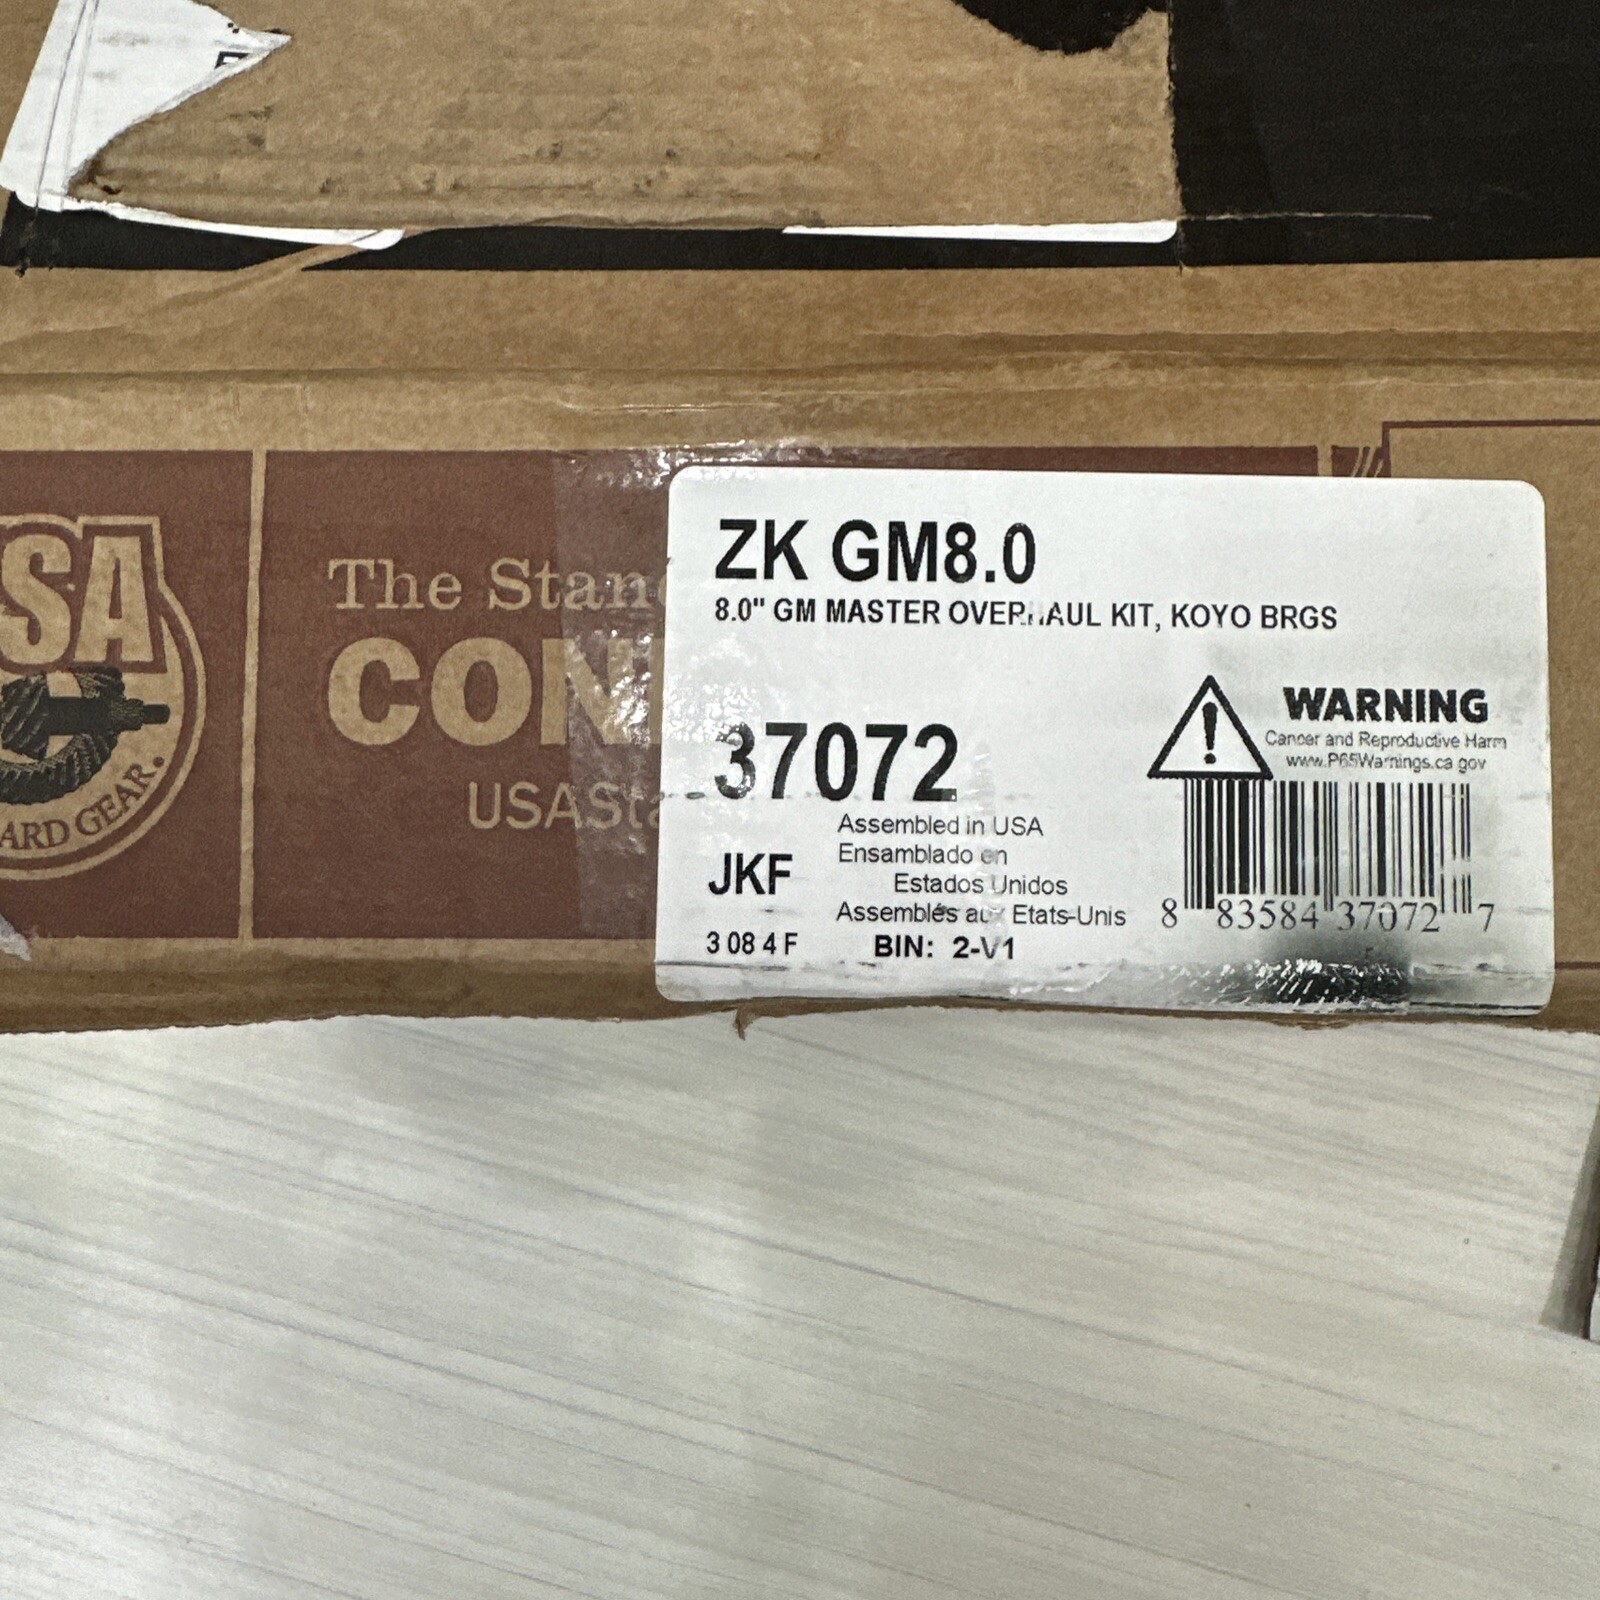 SA
ARD GEAR.
The Stan
CON
USASta
ZK GM8.0
8.0" GM MASTER OVERHAUL KIT, KOYO BRGS
37072
WARNING
Cancer and Reproductive Harm
www.P65Warnings.ca.gov
Assembled in USA
Ensamblado en
Estados Unidos
Assemblés aux Etats-Unis
JKF
3 08 4 F
BIN: 2-V1
8 83584 37072 7